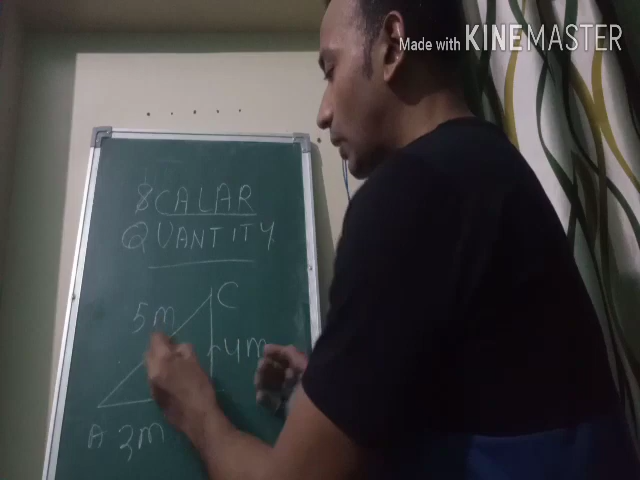 Made with KINEMASTER
SCALAR
QUANTITY
C
5m
4m
A 3m